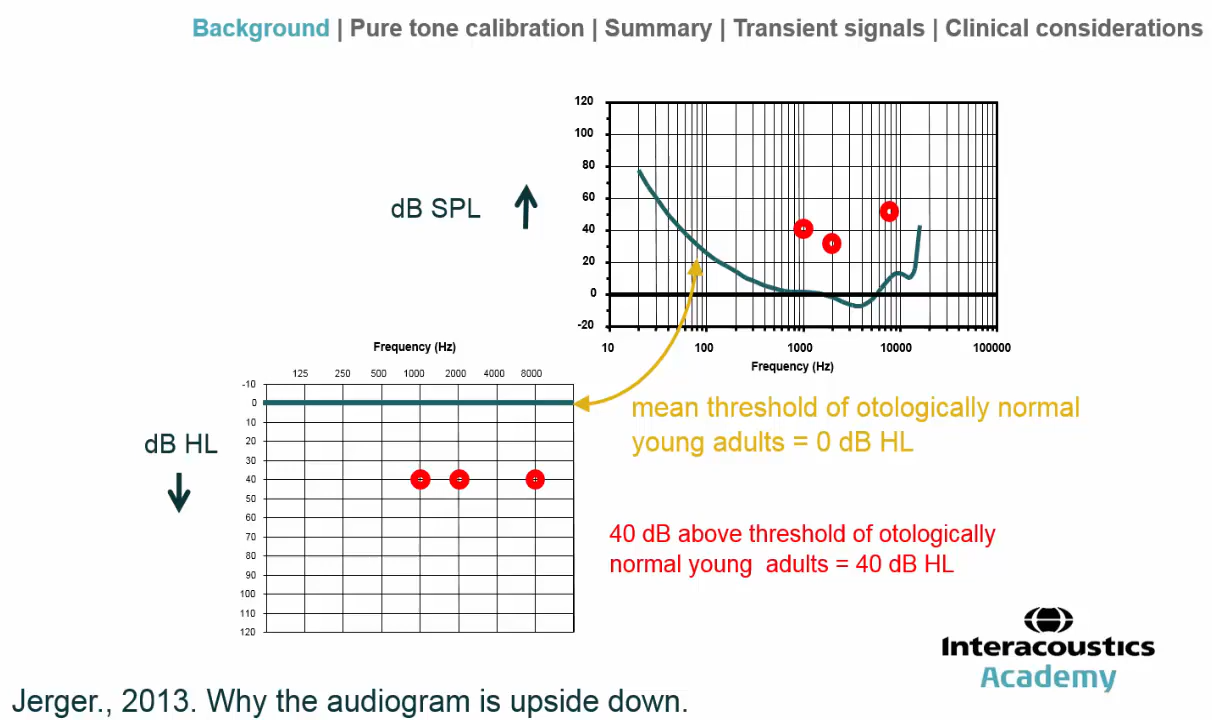 Background | Pure tone calibration | Summary | Transient signals | Clinical considerations
dB SPL
120
100
80
60
40
20
0
-20
10 100 1000 10000 100000
Frequency (Hz)
Frequency (Hz)
125 250 500 1000 2000 4000 8000
dB HL
-10
0
10
20
30
40
50
60
70
80
90
100
110
120
mean threshold of otologically normal
young adults = 0 dB HL
40 dB above threshold of otologically
normal young adults = 40 dB HL
Interacoustics
Academy
Jerger., 2013. Why the audiogram is upside down.